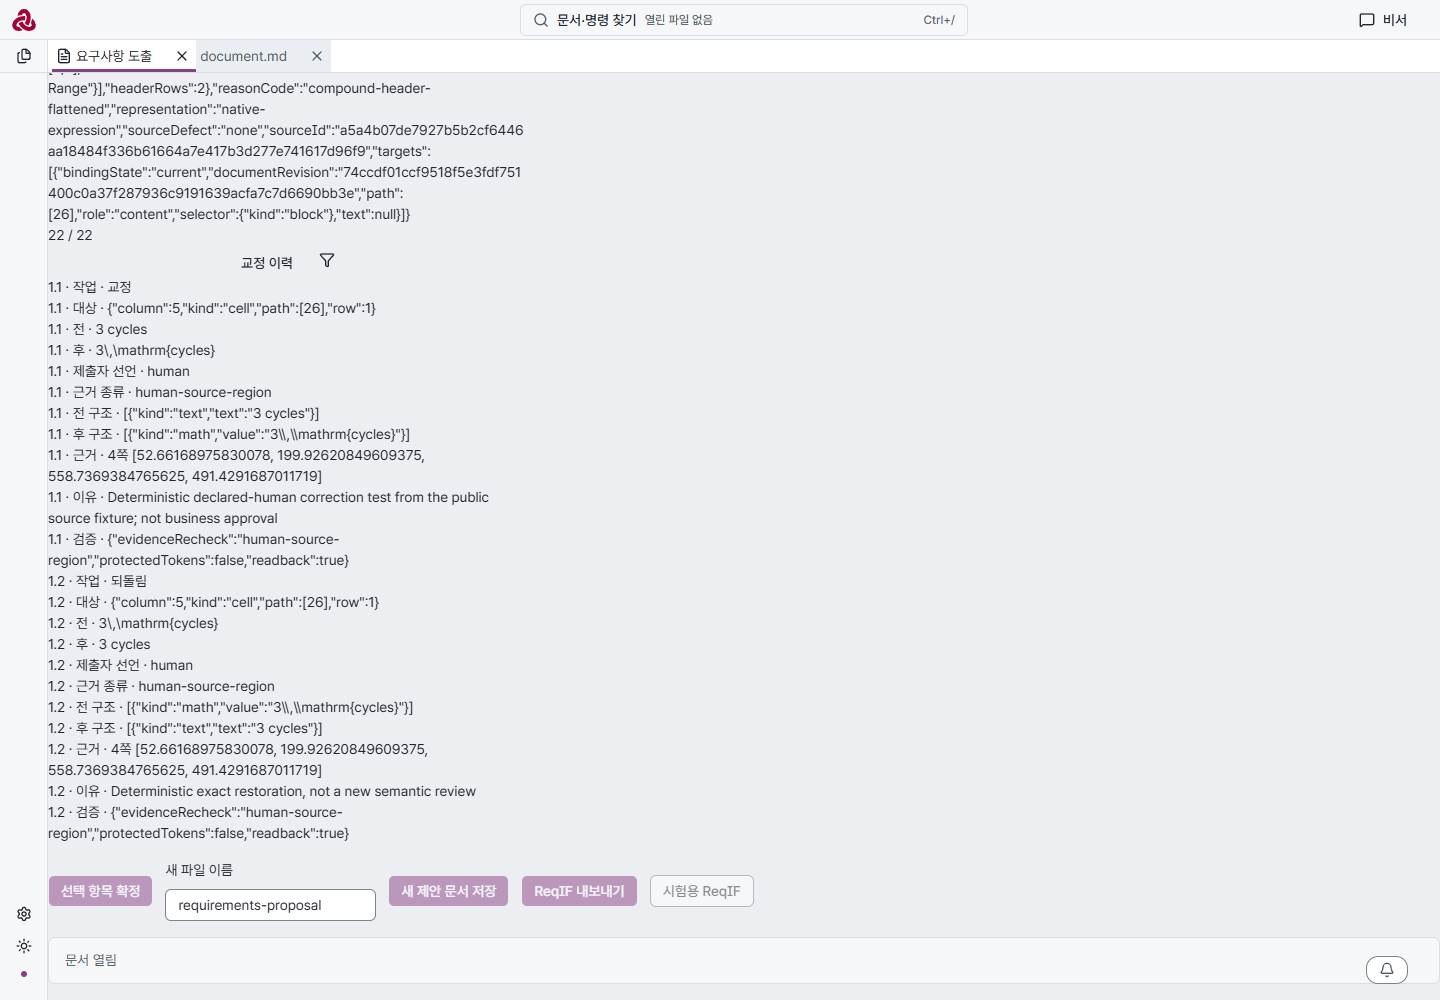 문서·명령 찾기 열린 파일 없음 Ctrl+/
비서
요구사항 도출
document.md
Range"}],"headerRows":2},"reasonCode":"compound-header-
flattened","representation":"native-
expression","sourceDefect":"none","sourceId":"a5a4b07de7927b5b2cf6446
aa18484f336b61664a7e417b3d277e741617d96f9","targets":
[{"bindingState":"current","documentRevision":"74ccdf01ccf9518f5e3fdf751
400c0a37f287936c9191639acfa7c7d6690bb3e","path":
[26],"role":"content","selector":{"kind":"block"},"text":null}]}
22 / 22
교정 이력
1.1 · 작업 · 교정
1.1 · 대상 · {"column":5,"kind":"cell","path":[26],"row":1}
1.1 · 전 · 3 cycles
1.1 · 후 · 3\,\mathrm{cycles}
1.1 · 제출자 선언 · human
1.1 · 근거 종류 · human-source-region
1.1 · 전 구조 · [{"kind":"text","text":"3 cycles"}]
1.1 · 후 구조 · [{"kind":"math","value":"3\\,\\mathrm{cycles}"}]
1.1 · 근거 · 4쪽 [52.66168975830078, 199.92620849609375,
558.7369384765625, 491.4291687011719]
1.1 · 이유 · Deterministic declared-human correction test from the public
source fixture; not business approval
1.1 · 검증 · {"evidenceRecheck":"human-source-
region","protectedTokens":false,"readback":true}
1.2 · 작업 · 되돌림
1.2 · 대상 · {"column":5,"kind":"cell","path":[26],"row":1}
1.2 · 전 · 3\,\mathrm{cycles}
1.2 · 후 · 3 cycles
1.2 · 제출자 선언 · human
1.2 · 근거 종류 · human-source-region
1.2 · 전 구조 · [{"kind":"math","value":"3\\,\\mathrm{cycles}"}]
1.2 · 후 구조 · [{"kind":"text","text":"3 cycles"}]
1.2 · 근거 · 4쪽 [52.66168975830078, 199.92620849609375,
558.7369384765625, 491.4291687011719]
1.2 · 이유 · Deterministic exact restoration, not a new semantic review
1.2 · 검증 · {"evidenceRecheck":"human-source-
region","protectedTokens":false,"readback":true}
새 파일 이름
선택 항목 확정
requirements-proposal
새 제안 문서 저장
ReqIF 내보내기
시험용 ReqIF
문서 열림